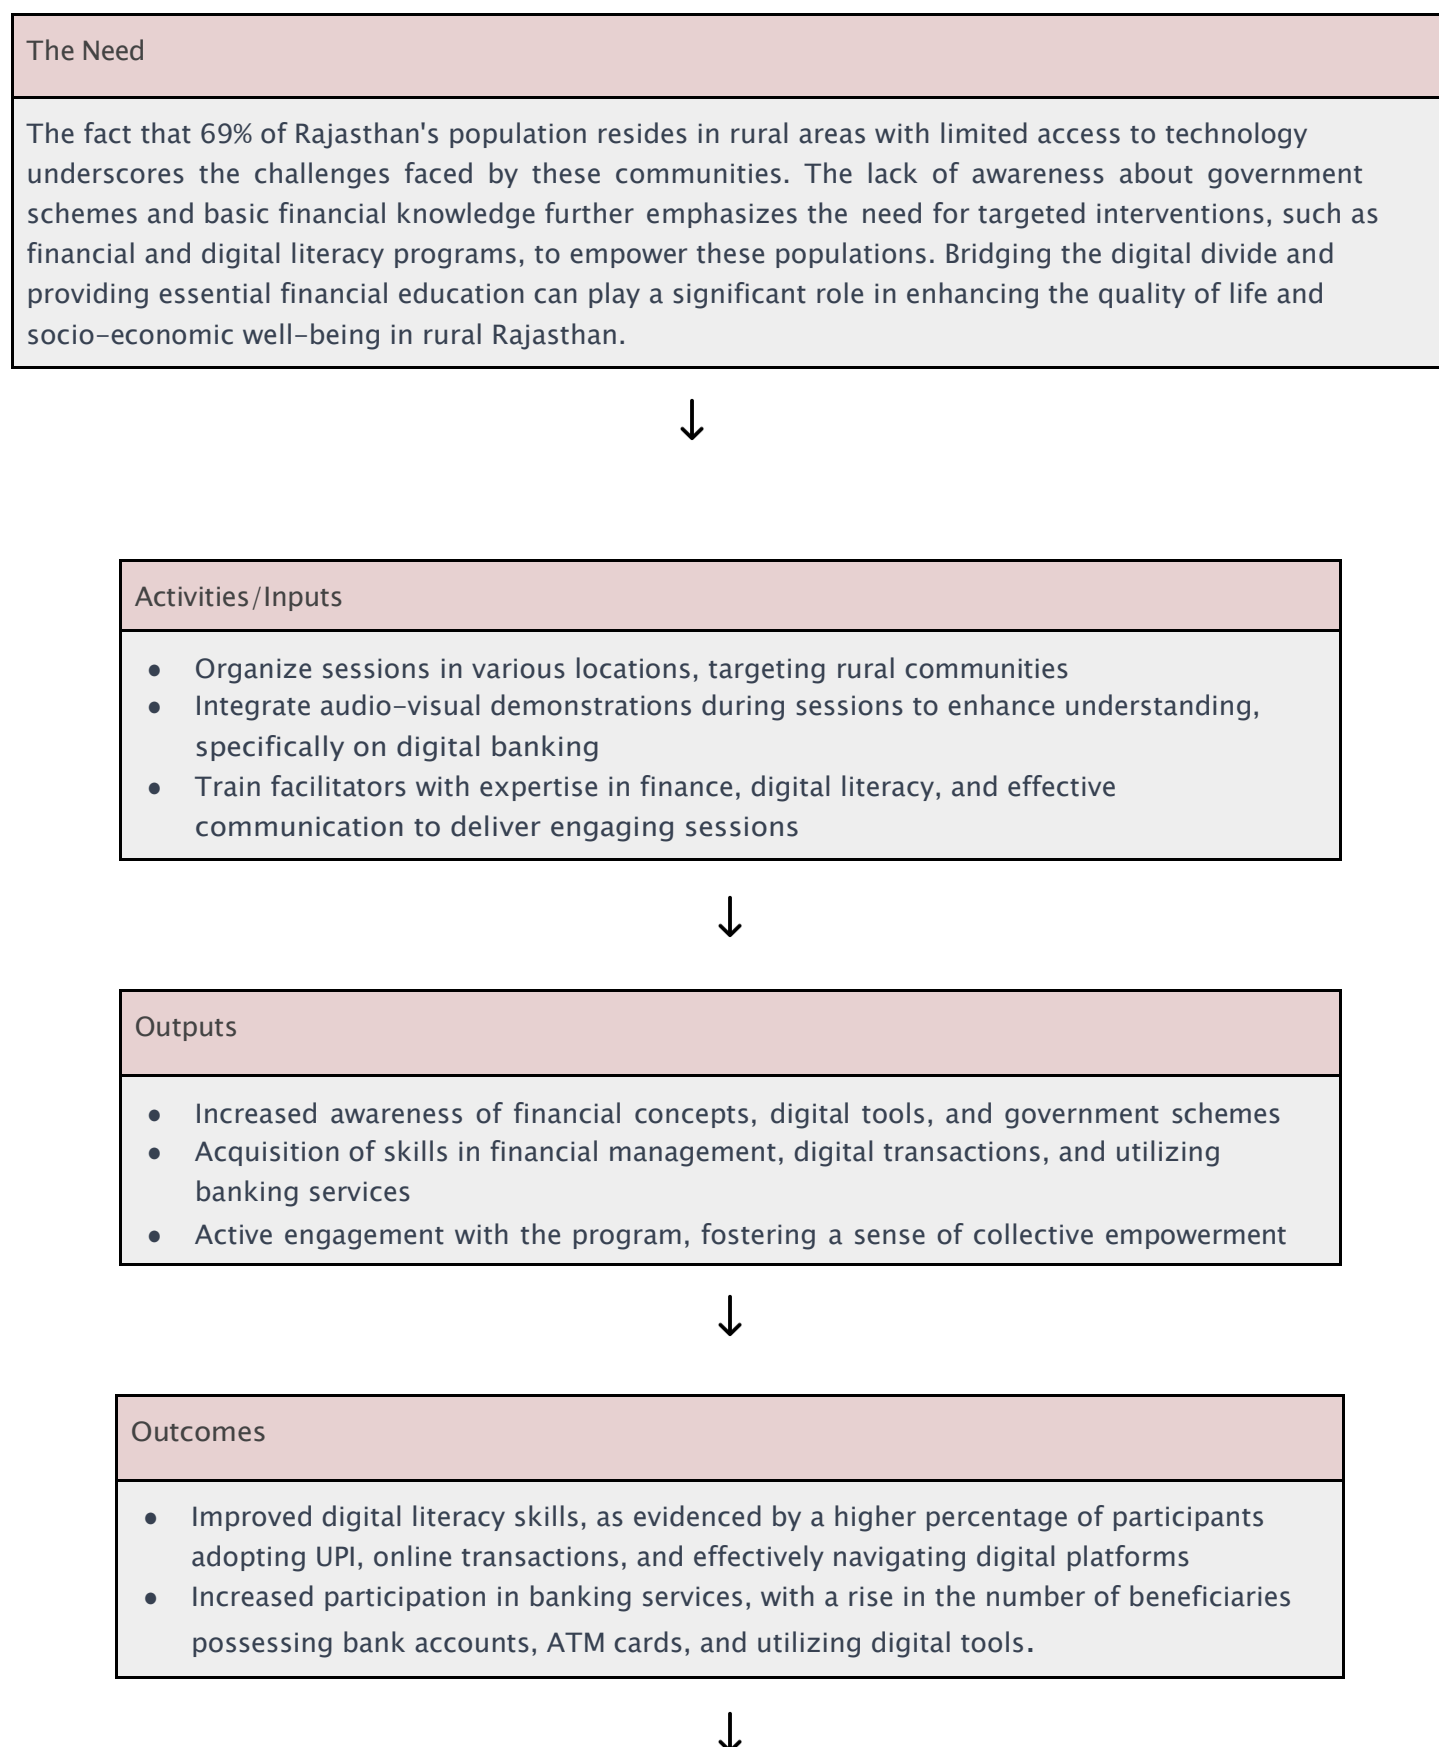 The Need
The fact that 69% of Rajasthan's population resides in rural areas with limited access to technology
underscores the challenges faced by these communities. The lack of awareness about government
schemes and basic financial knowledge further emphasizes the need for targeted interventions, such as
financial and digital literacy programs, to empower these populations. Bridging the digital divide and
providing essential financial education can play a significant role in enhancing the quality of life and
socio-economic well-being in rural Rajasthan.
↓
Activities/Inputs
● Organize sessions in various locations, targeting rural communities
● Integrate audio-visual demonstrations during sessions to enhance understanding,
specifically on digital banking
● Train facilitators with expertise in finance, digital literacy, and effective
communication to deliver engaging sessions
↓
Outputs
● Increased awareness of financial concepts, digital tools, and government schemes
● Acquisition of skills in financial management, digital transactions, and utilizing
banking services
● Active engagement with the program, fostering a sense of collective empowerment
↓
Outcomes
● Improved digital literacy skills, as evidenced by a higher percentage of participants
adopting UPI, online transactions, and effectively navigating digital platforms
● Increased participation in banking services, with a rise in the number of beneficiaries
possessing bank accounts, ATM cards, and utilizing digital tools.
↓